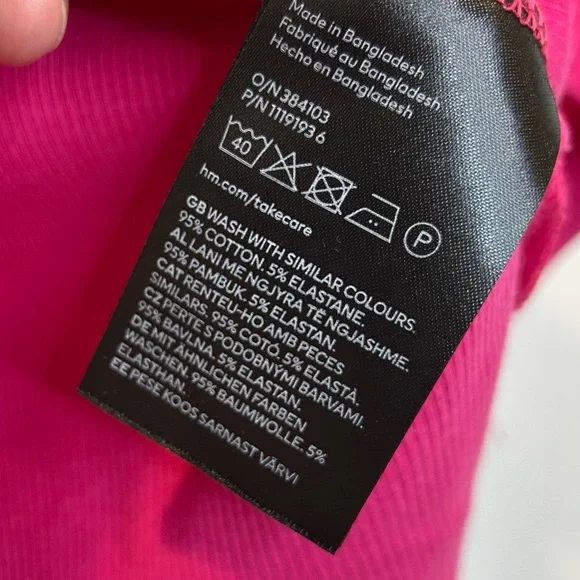 Made in Bangladesh
Fabriqué au Bangladesh
Hecho en Bangladesh
O/N 384103
P/N 1119193 6
40
P
hm.com/takecare
GB WASH WITH SIMILAR COLOURS.
95% COTTON. 5% ELASTANE.
AL LANI ME NGJYRA TË NGJASHME.
95% PAMBUK. 5% ELASTAN.
CAT RENTEU-HO AMB PECES
SIMILARS. 95% COTÓ. 5% ELASTÀ.
CZ PERTE S PODOBNÝMI BARVAMI.
95% BAVLNA. 5% ELASTAN.
DE MIT ÄHNLICHEN FARBEN
WASCHEN. 95% BAUMWOLLE. 5%
ELASTHAN.
EE PESE KOOS SARNAST VÄRVI